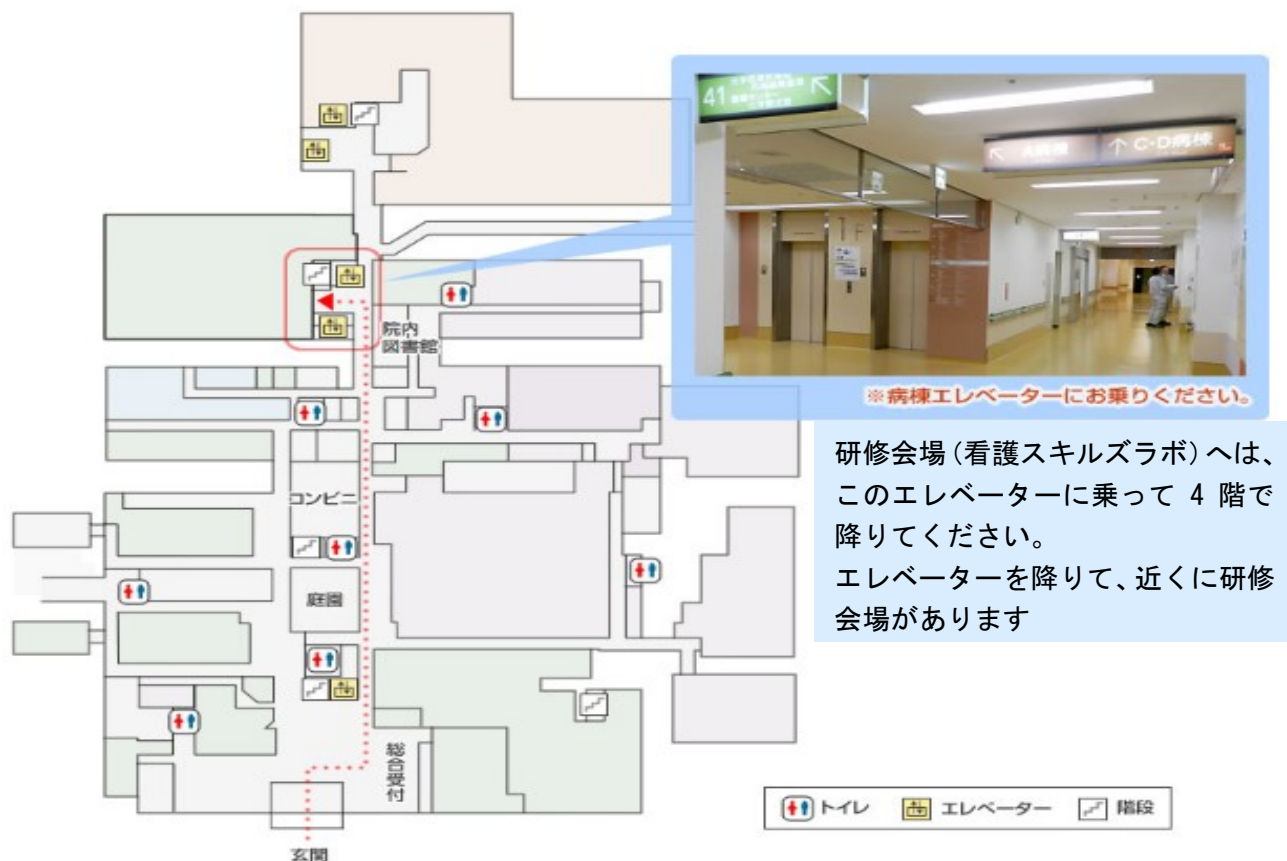 41
A病棟
↑ C・D病棟
1F
※病棟エレベーターにお乗りください。
院内
図書館
研修会場(看護スキルズラボ)へは、
このエレベーターに乗って 4 階で
降りてください。
エレベーターを降りて、近くに研修
会場があります
コンビニ
庭園
総合受付
トイレ
エレベーター
階段
玄関